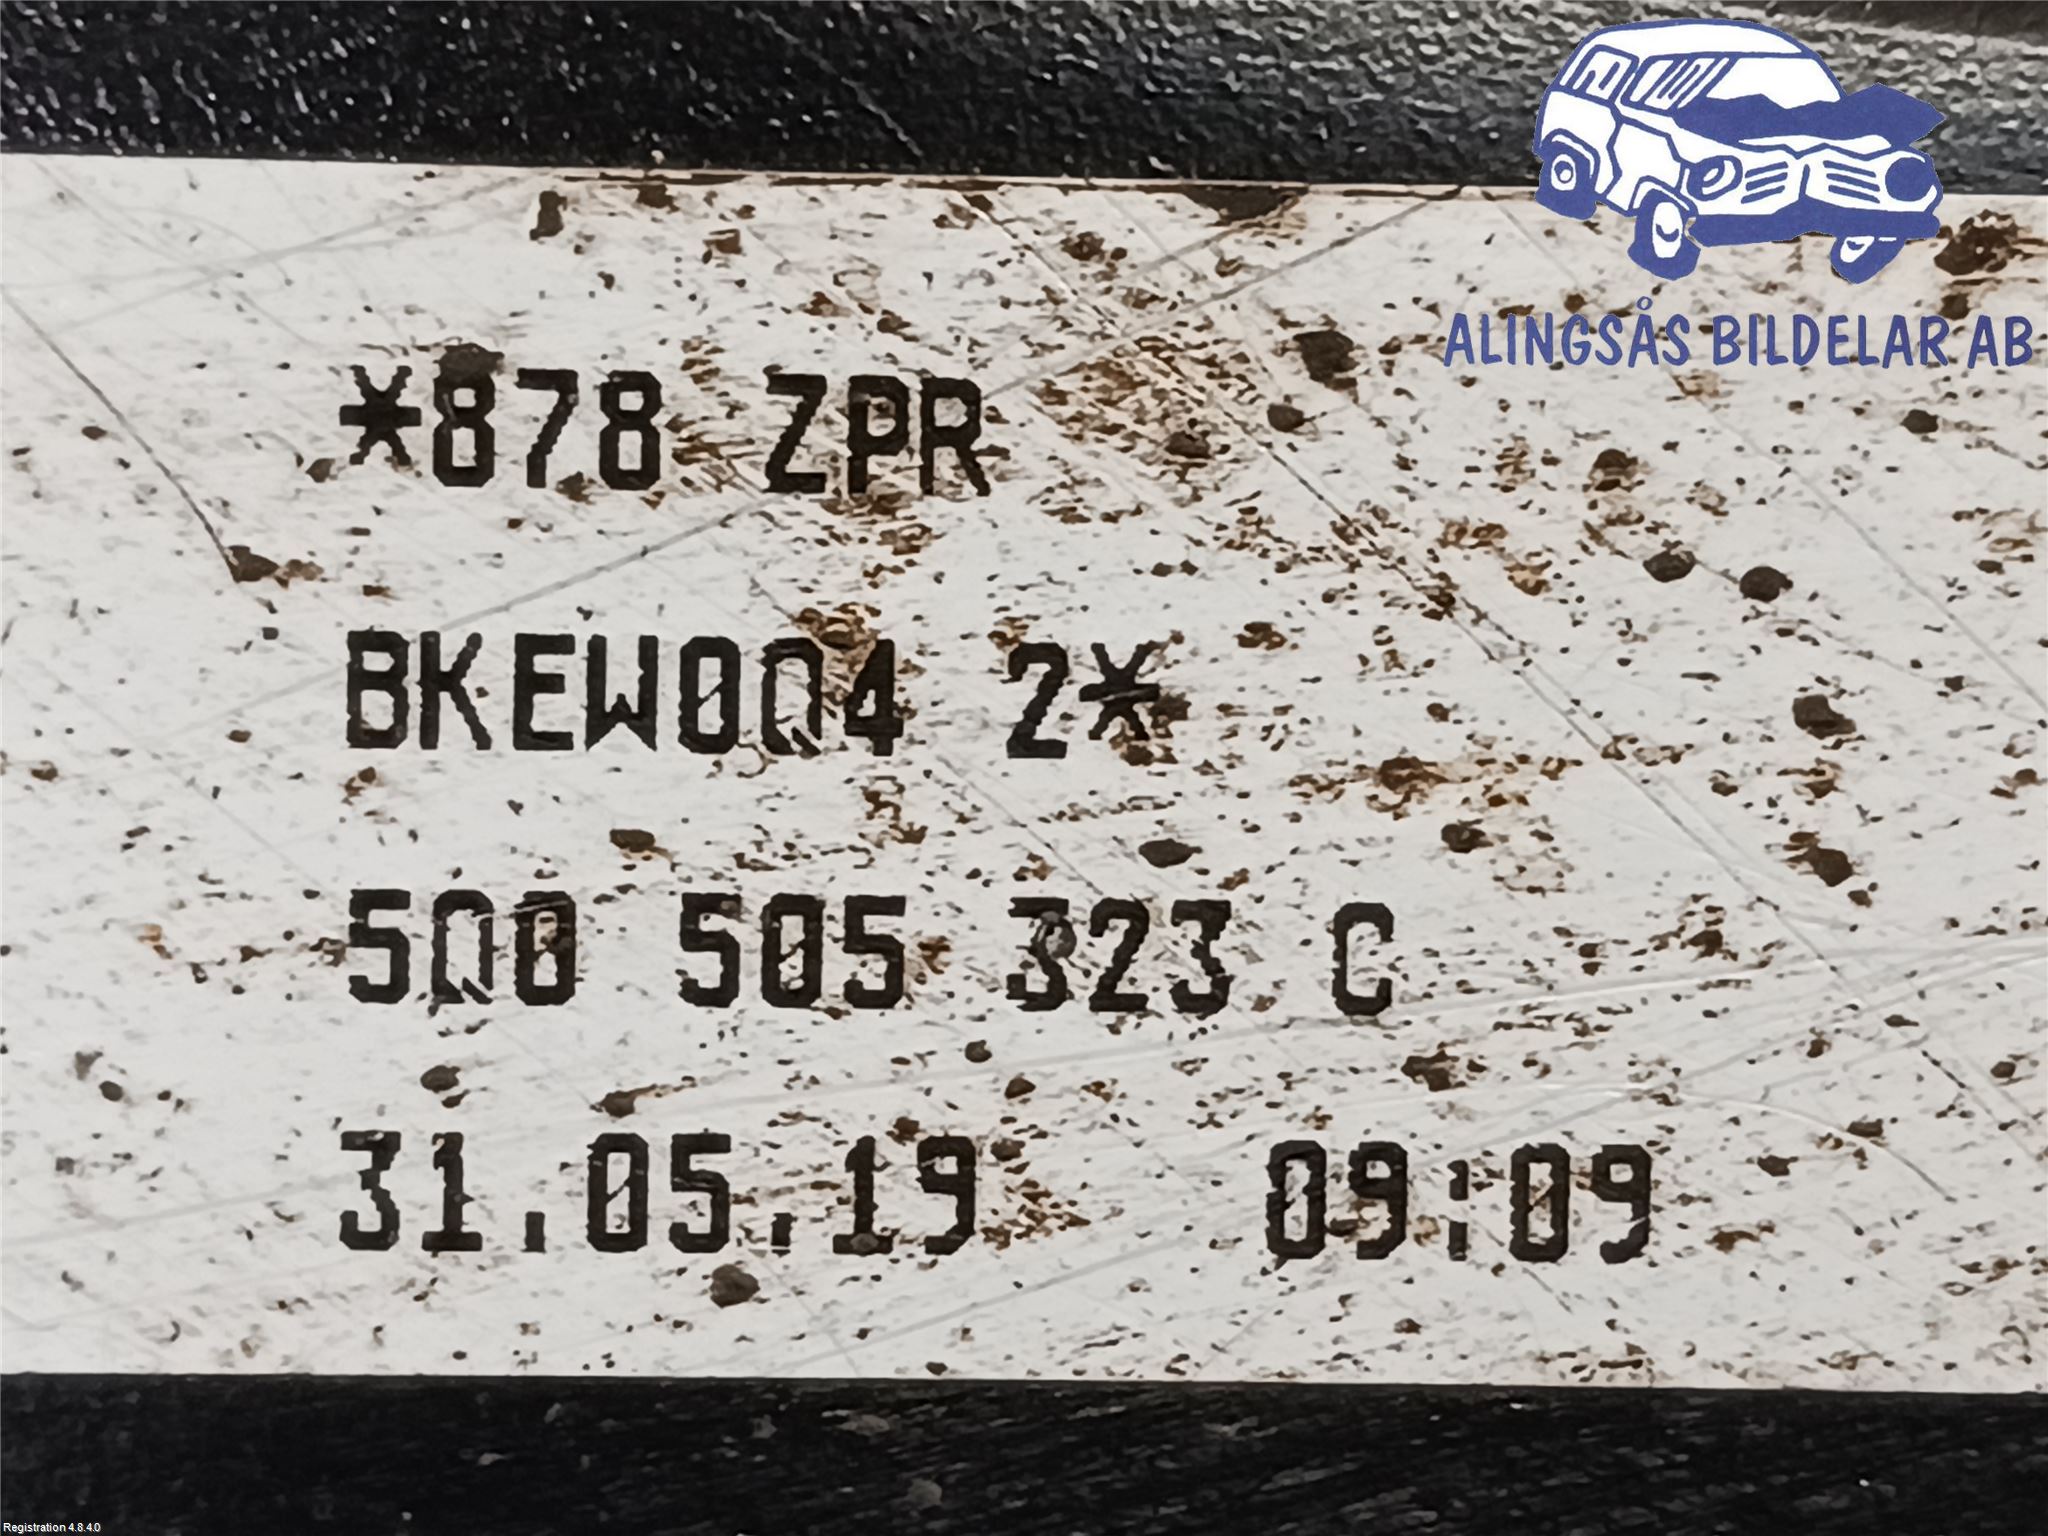 ALINGSÅS BILDELAR AB
*878 ZPR
BKEW0Q4 2*
5Q0 505 323 C
31.05.19 09:09
Registration 4.8.4.0